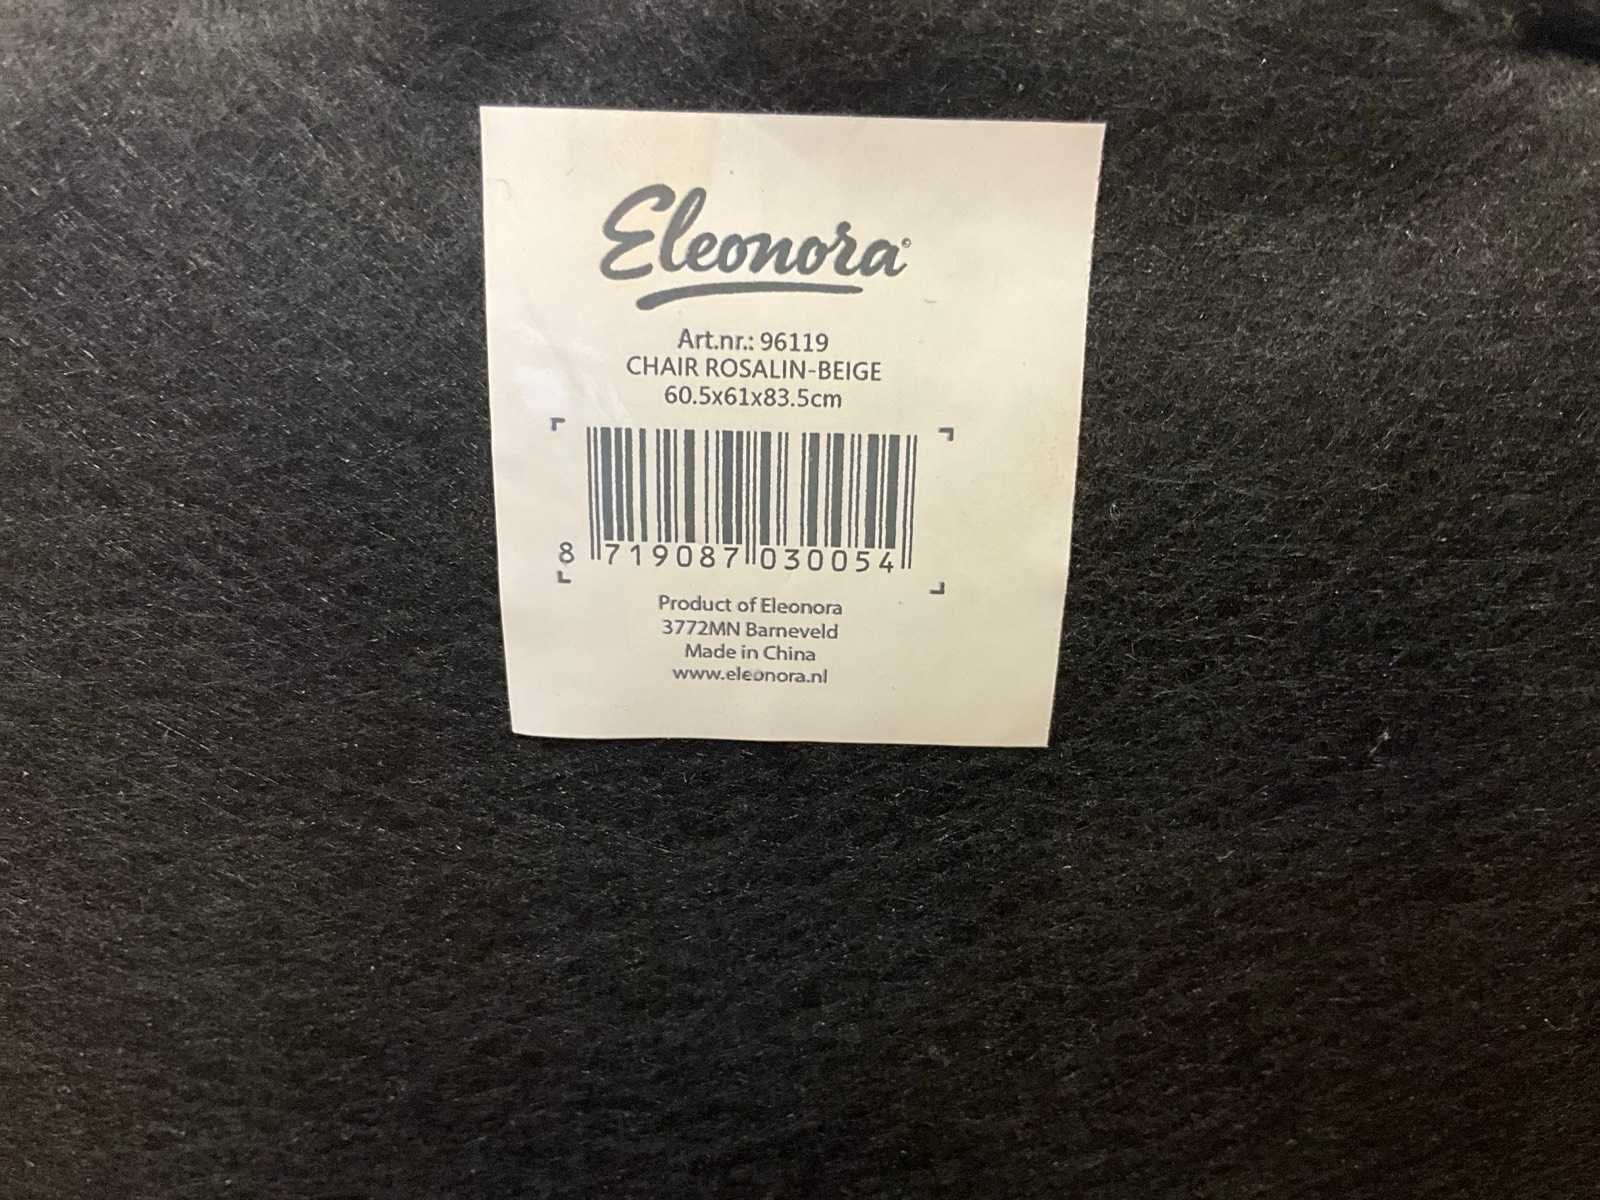 Eleonora®
Art.nr.: 96119
CHAIR ROSALIN-BEIGE
60.5x61x83.5cm
8 719087 030054
Product of Eleonora
3772MN Barneveld
Made in China
www.eleonora.nl